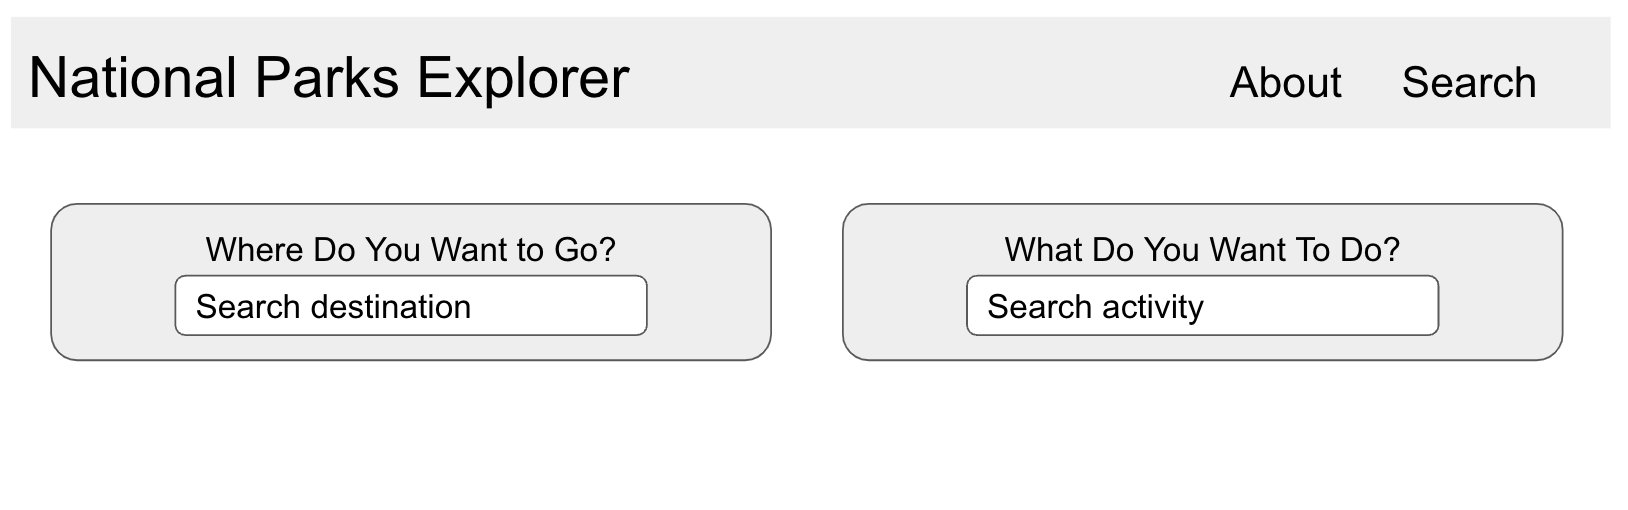 National Parks Explorer
About Search
Where Do You Want to Go?
Search destination
What Do You Want To Do?
Search activity